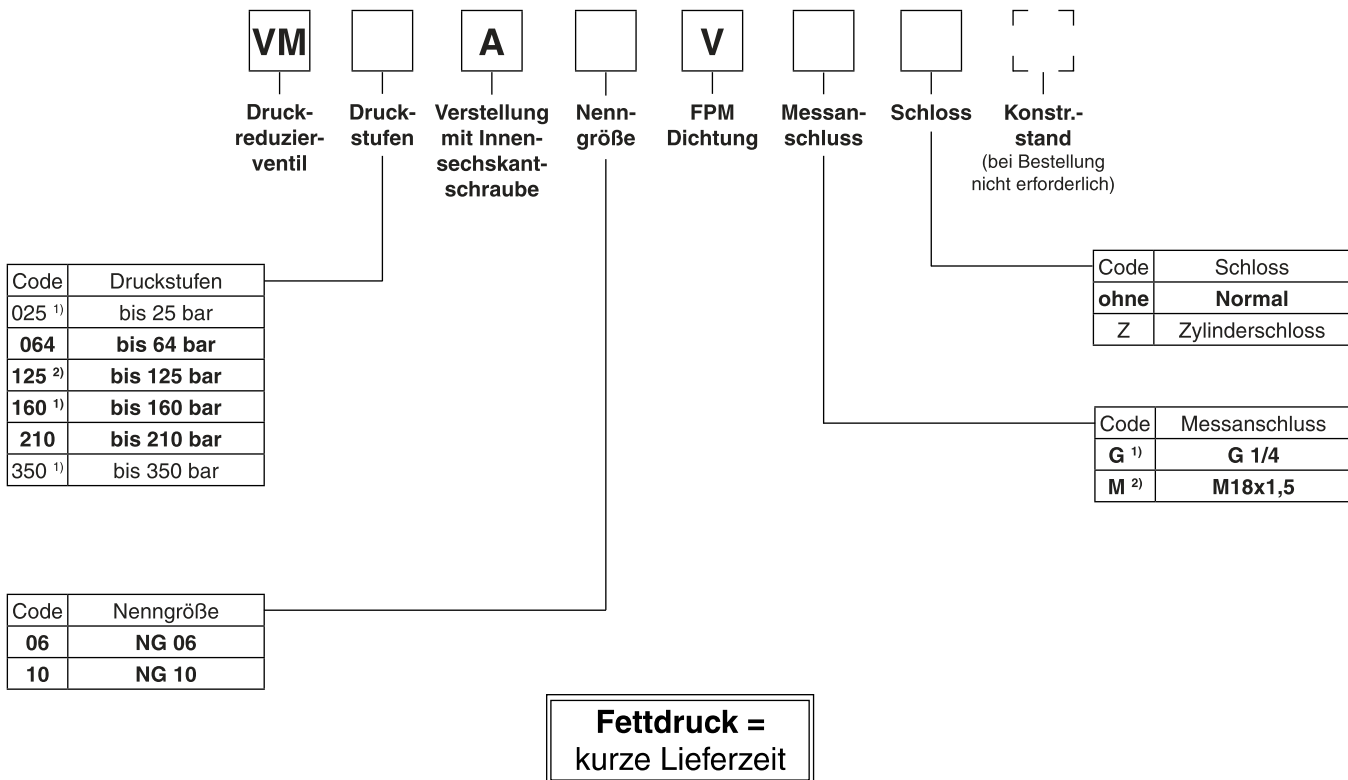 VM A V
Druck-
reduzier-
ventil
Druck-
stufen
Verstellung
mit Innen-
sechskant-
schraube
Nenn-
größe
FPM
Dichtung
Messan-
schluss
Schloss
Konstr.-
stand
(bei Bestellung
nicht erforderlich)
Code Druckstufen
025 1) bis 25 bar
064 bis 64 bar
125 2) bis 125 bar
160 1) bis 160 bar
210 bis 210 bar
350 1) bis 350 bar
Code Schloss
ohne Normal
Z Zylinderschloss
Code Messanschluss
G 1) G 1/4
M 2) M18x1,5
Code Nenngröße
06 NG 06
10 NG 10
Fettdruck =
kurze Lieferzeit